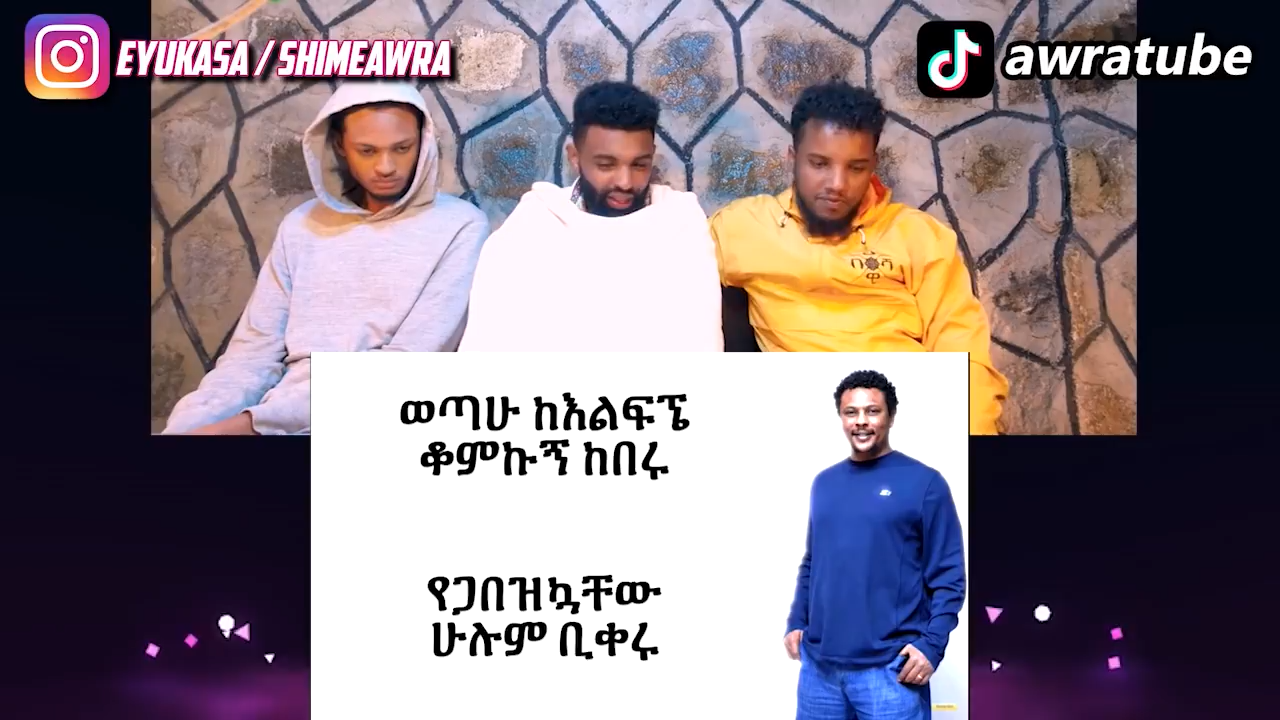 EYUKASA / SHIMEAWRA
awratube
ወጣሁ ከእልፍኜ
ቆምኩኝ ከበሩ
የጋበዝኳቸው
ሁሉም ቢቀሩ